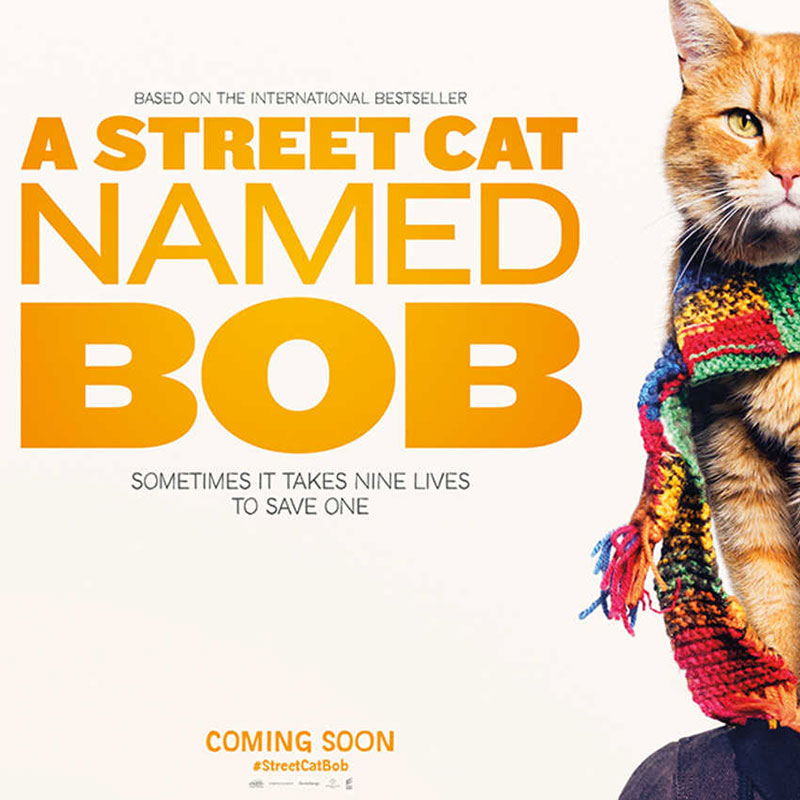 BASED ON THE INTERNATIONAL BESTSELLER
A STREET CAT
NAMED
BOB
SOMETIMES IT TAKES NINE LIVES
TO SAVE ONE
COMING SOON
#StreetCatBob